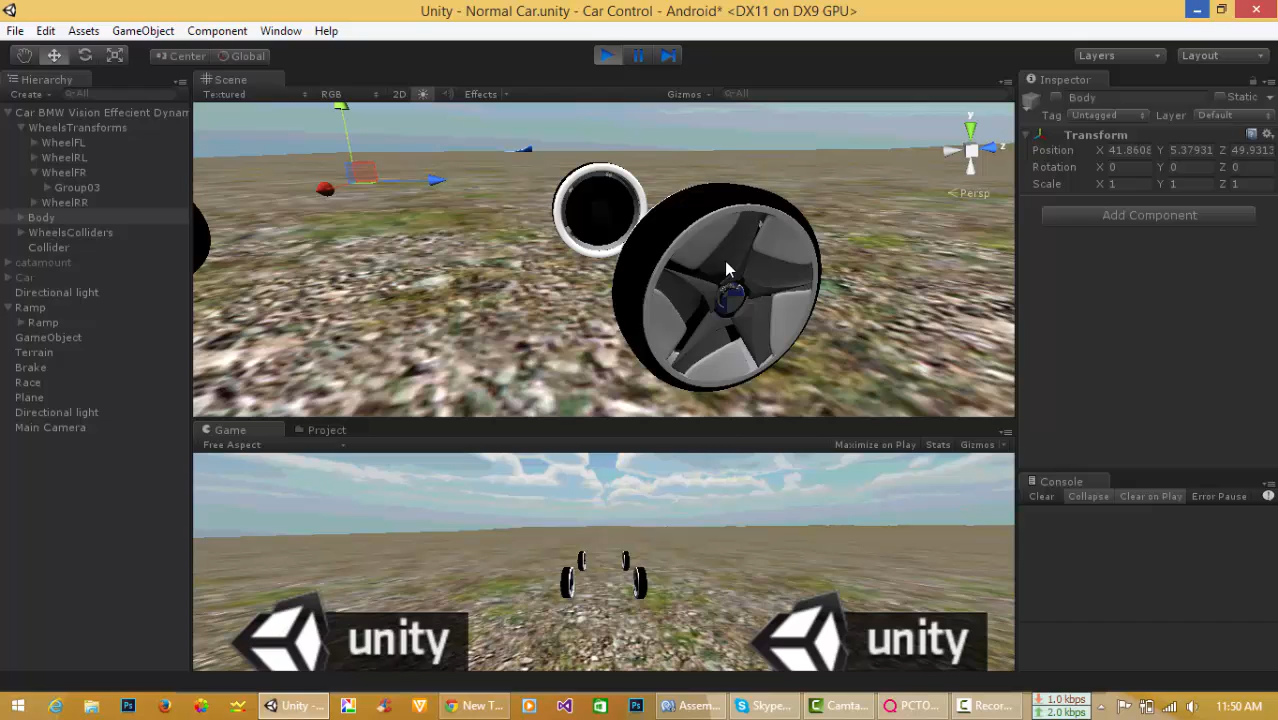 Unity - Normal Car.unity - Car Control - Android* <DX11 on DX9 GPU>
File Edit Assets GameObject Component Window Help
Center Global Layers Layout
Hierarchy
Create All
Car BMW Vision Effecient Dynam
WheelsTransforms
WheelFL
WheelRL
WheelFR
Group03
WheelRR
Body
WheelsColliders
Collider
catamount
Car
Directional light
Ramp
Ramp
GameObject
Terrain
Brake
Race
Plane
Directional light
Main Camera
Scene
Textured RGB 2D Effects Gizmos All
y
z
Persp
Game Project
Free Aspect Maximize on Play Stats Gizmos
unity unity
Inspector
Body Static
Tag Untagged Layer Default
Transform
Position X 41.8608 Y 5.37931 Z 49.9313
Rotation X 0 Y 0 Z 0
Scale X 1 Y 1 Z 1
Add Component
Console
Clear Collapse Clear on Play Error Pause
Unity -... New T... Assem... Skype... Camta... PCTO... Recor... 1.0 kbps
2.0 kbps
11:50 AM